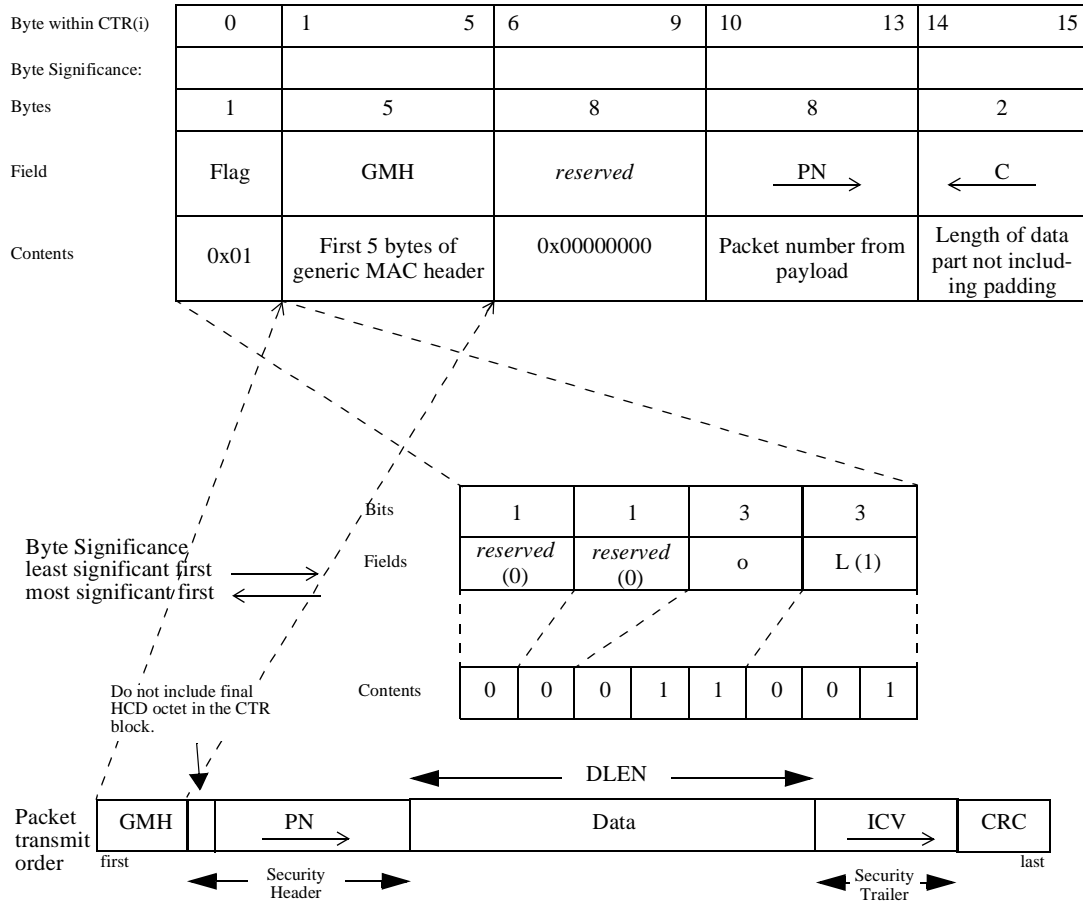 Byte within CTR(i) 0 1 5 6 9 10 13 14 15
Byte Significance:
Bytes 1 5 8 8 2
Field Flag GMH reserved PN C
Contents 0x01 First 5 bytes of generic MAC header 0x00000000 Packet number from payload Length of data part not includ- ing padding
Bits 1 1 3 3
Fields reserved (0) reserved (0) o L (1)
Byte Significance
least significant first
most significant first
Contents 0 0 0 1 1 0 0 1
Do not include final
HCD octet in the CTR
block.
DLEN
Packet
transmit
order
GMH PN Data ICV CRC
first last
Security
Header
Security
Trailer